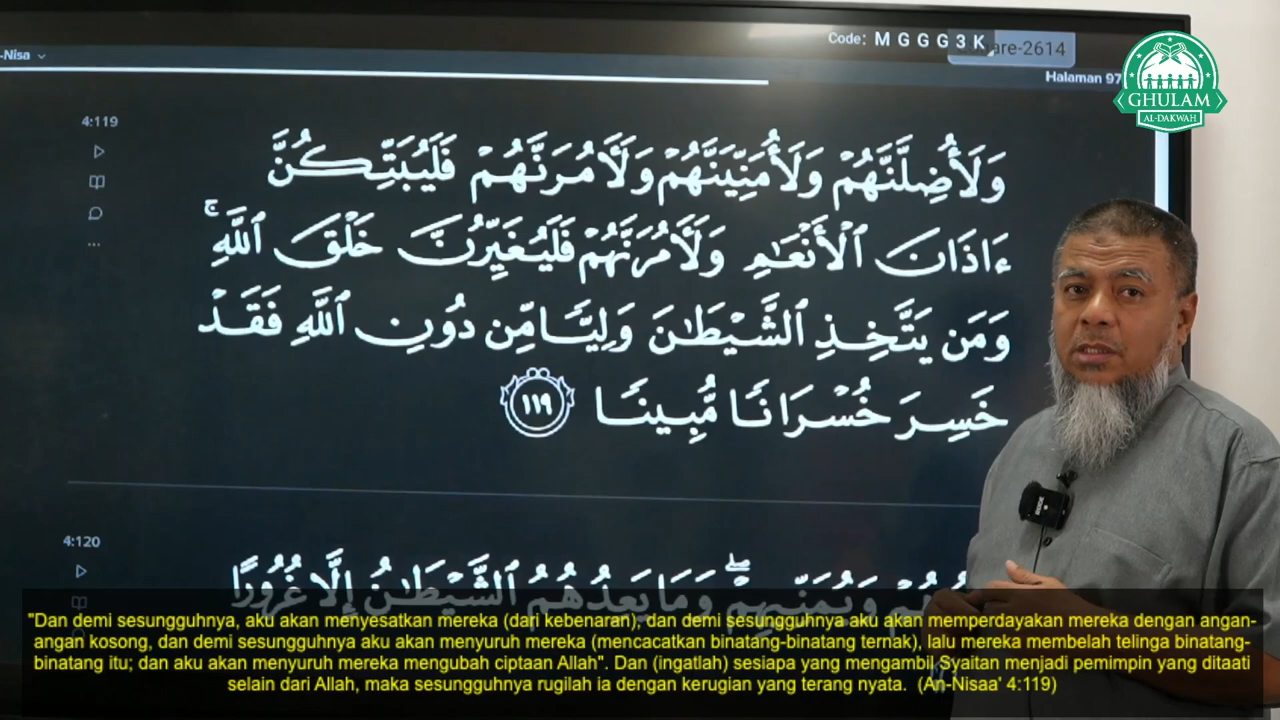 -Nisa
Code: M G G G 3 K
are-2614
Halaman 97
GHULAM
AL-DAKWAH
4:119
وَلَأُضِلَّنَّهُمْ وَلَأُمَنِّيَنَّهُمْ وَلَأَمُرَنَّهُمْ فَلَيُبَتِّكُنَّ
ءَاذَانَ ٱلْأَنْعَٰمِ وَلَأَمُرَنَّهُمْ فَلَيُغَيِّرُنَّ خَلْقَ ٱللَّهِ ۚ
وَمَن يَتَّخِذِ ٱلشَّيْطَٰنَ وَلِيًّا مِّن دُونِ ٱللَّهِ فَقَدْ
خَسِرَ خُسْرَانًا مُّبِينًا ١١٩
4:120
وَيُمَنِّيهِمْ ۖ وَمَا يَعِدُهُمُ ٱلشَّيْطَٰنُ إِلَّا غُرُورًا
"Dan demi sesungguhnya, aku akan menyesatkan mereka (dari kebenaran), dan demi sesungguhnya aku akan memperdayakan mereka dengan angan-
angan kosong, dan demi sesungguhnya aku akan menyuruh mereka (mencacatkan binatang-binatang ternak), lalu mereka membelah telinga binatang-
binatang itu; dan aku akan menyuruh mereka mengubah ciptaan Allah". Dan (ingatlah) sesiapa yang mengambil Syaitan menjadi pemimpin yang ditaati
selain dari Allah, maka sesungguhnya rugilah ia dengan kerugian yang terang nyata. (An-Nisaa' 4:119)